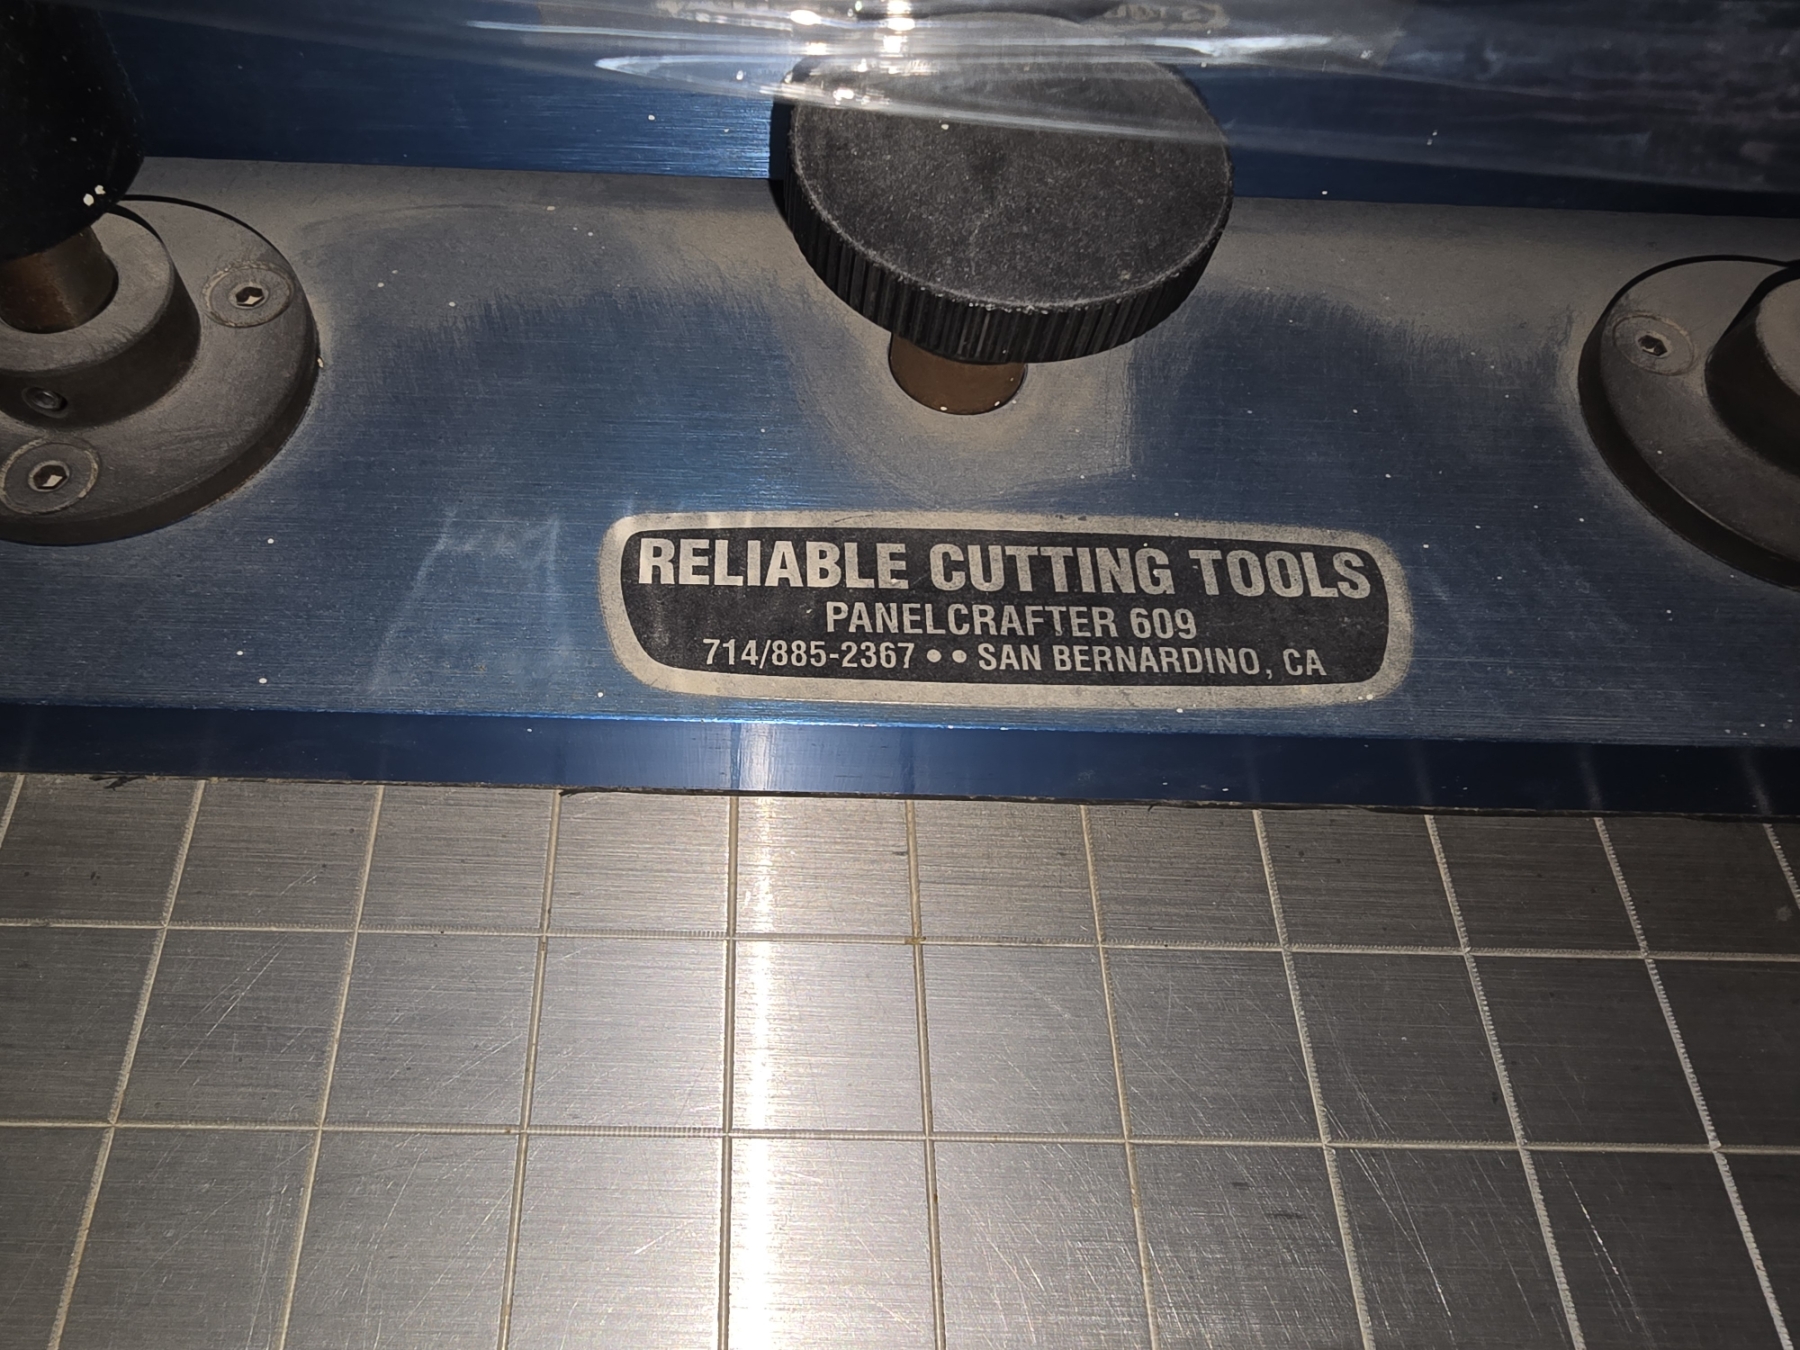 RELIABLE CUTTING TOOLS
PANELCRAFTER 609
714/885-2367 •• SAN BERNARDINO, CA